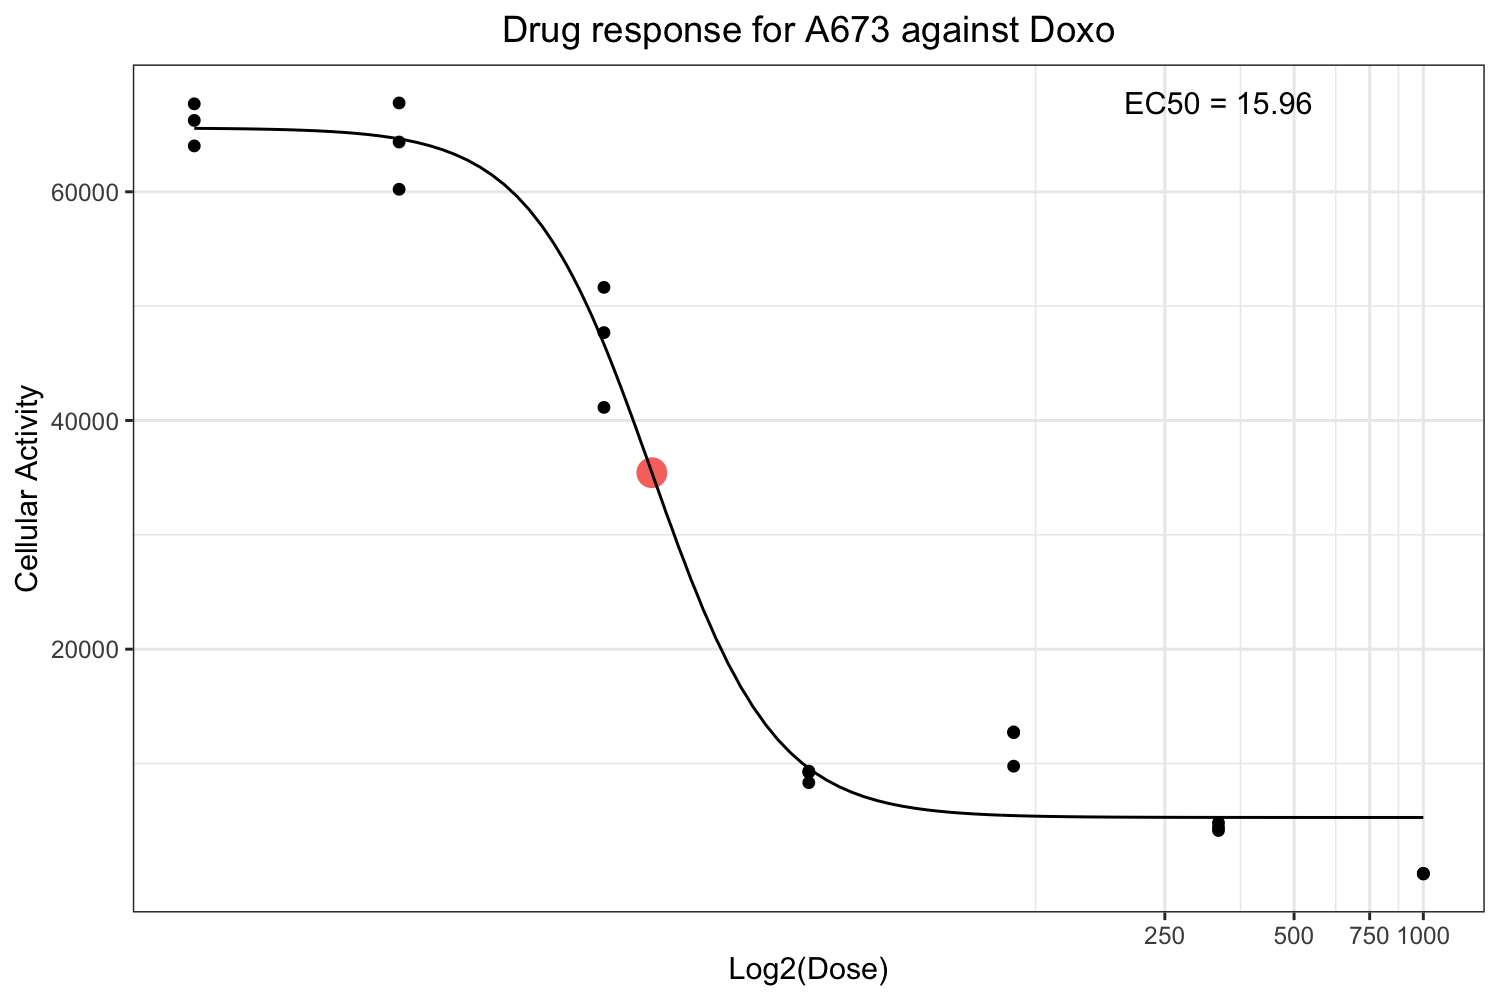 Drug response for A673 against Doxo
EC50 = 15.96
60000
40000
20000
Cellular Activity
250 500 750 1000
Log2(Dose)